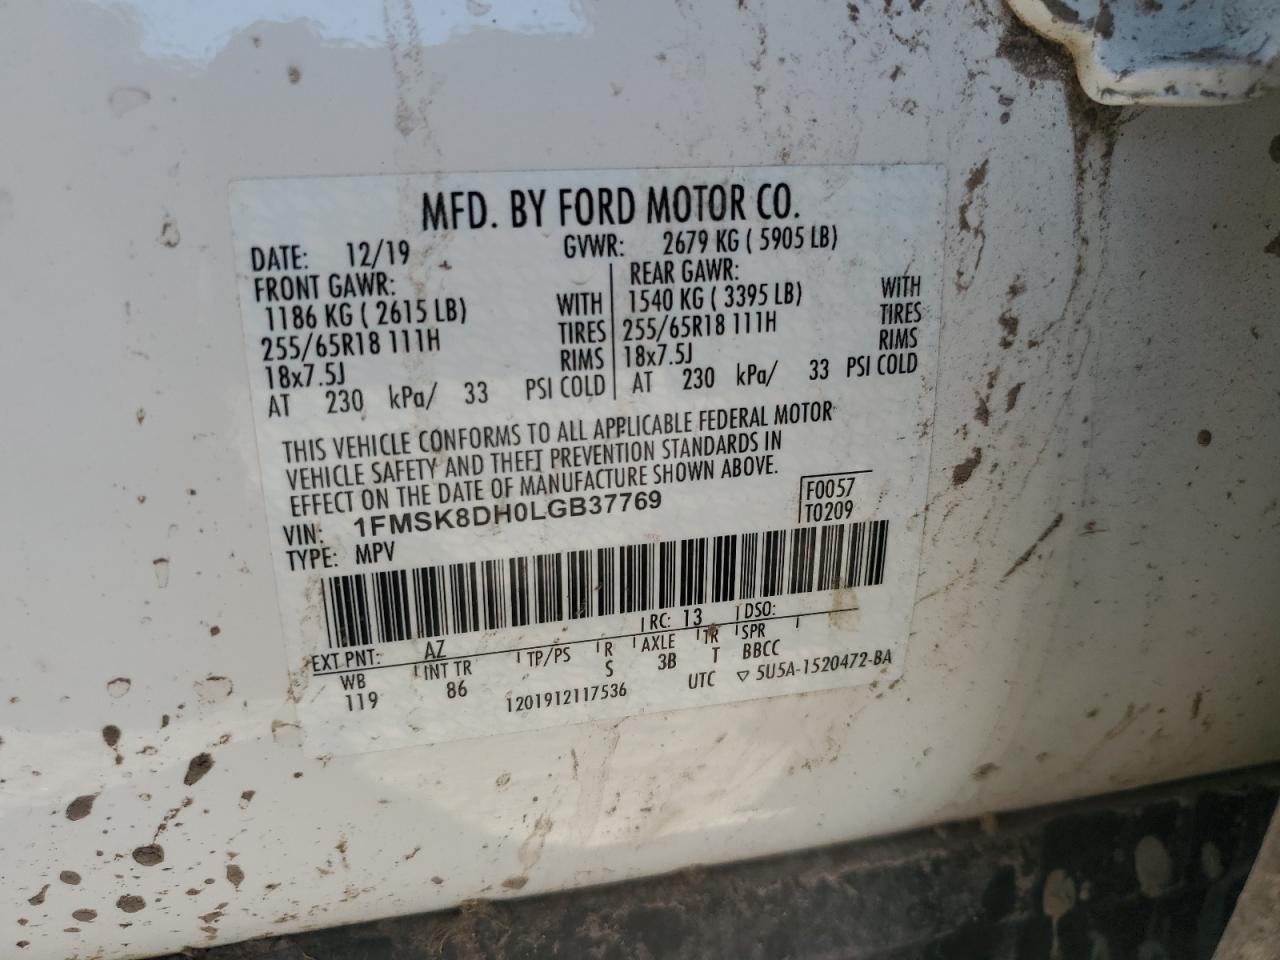 MFD. BY FORD MOTOR CO.
DATE: 12/19 GVWR: 2679 KG ( 5905 LB)
FRONT GAWR: REAR GAWR:
1186 KG ( 2615 LB) WITH 1540 KG ( 3395 LB) WITH
255/65R18 111H TIRES 255/65R18 111H TIRES
18x7.5J RIMS 18x7.5J RIMS
AT 230 kPa/ 33 PSI COLD AT 230 kPa/ 33 PSI COLD
THIS VEHICLE CONFORMS TO ALL APPLICABLE FEDERAL MOTOR
VEHICLE SAFETY AND THEFT PREVENTION STANDARDS IN
EFFECT ON THE DATE OF MANUFACTURE SHOWN ABOVE.
VIN: 1FMSK8DH0LGB37769 F0057
TYPE: MPV T0209
EXT PNT: AZ RC: 13 DSO:
WB INT TR TP/PS R AXLE TR SPR
119 86 S 3B T BBCC
1201912117536 UTC ▽ 5U5A-1520472-BA